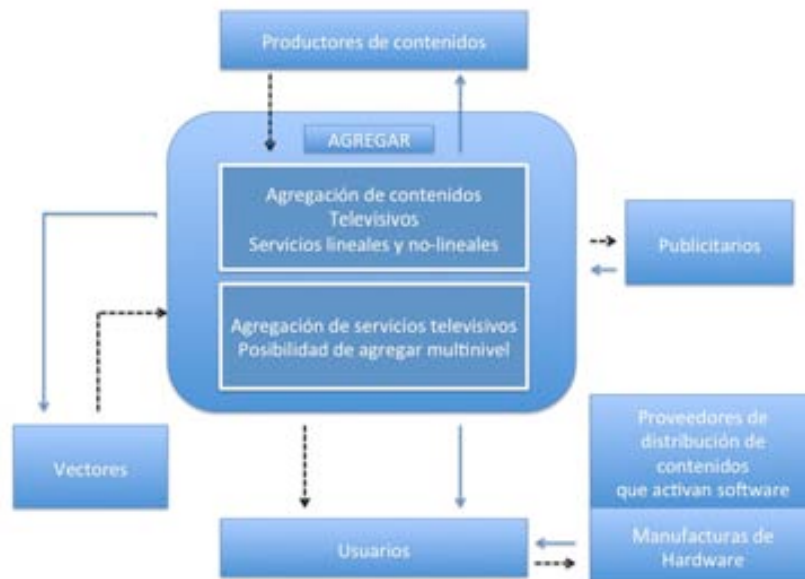 Productores de contenidos
AGREGAR
Agregación de contenidos
Televisivos
Servicios lineales y no-lineales
Publicitarios
Agregación de servicios televisivos
Posibilidad de agregar multinivel
Vectores
Proveedores de
distribución de
contenidos
que activan software
Usuarios
Manufacturas de
Hardware